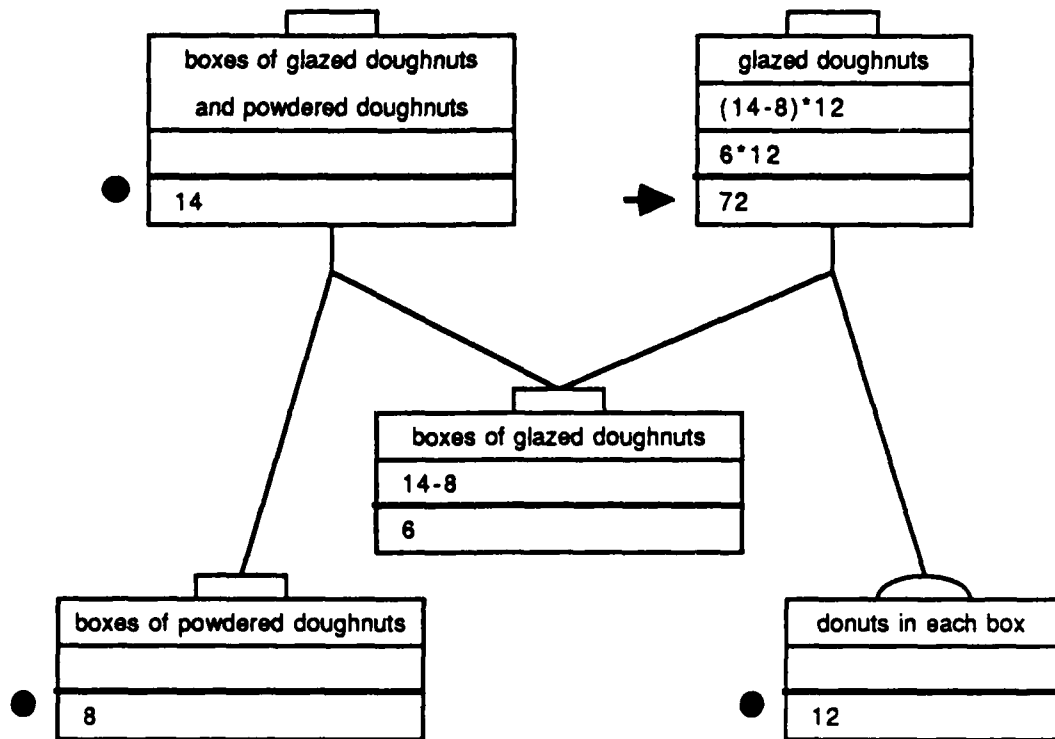 boxes of glazed doughnuts
and powdered doughnuts
14
glazed doughnuts
(14-8)*12
6*12
72
boxes of glazed doughnuts
14-8
6
boxes of powdered doughnuts
8
donuts in each box
12